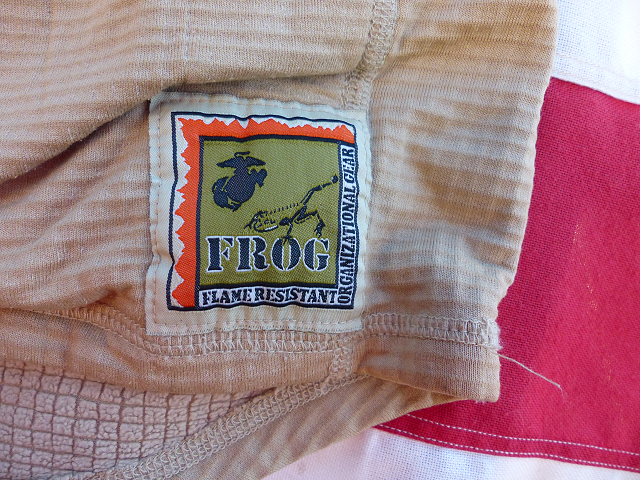 FROG
FLAME RESISTANT
ORGANIZATIONAL GEAR